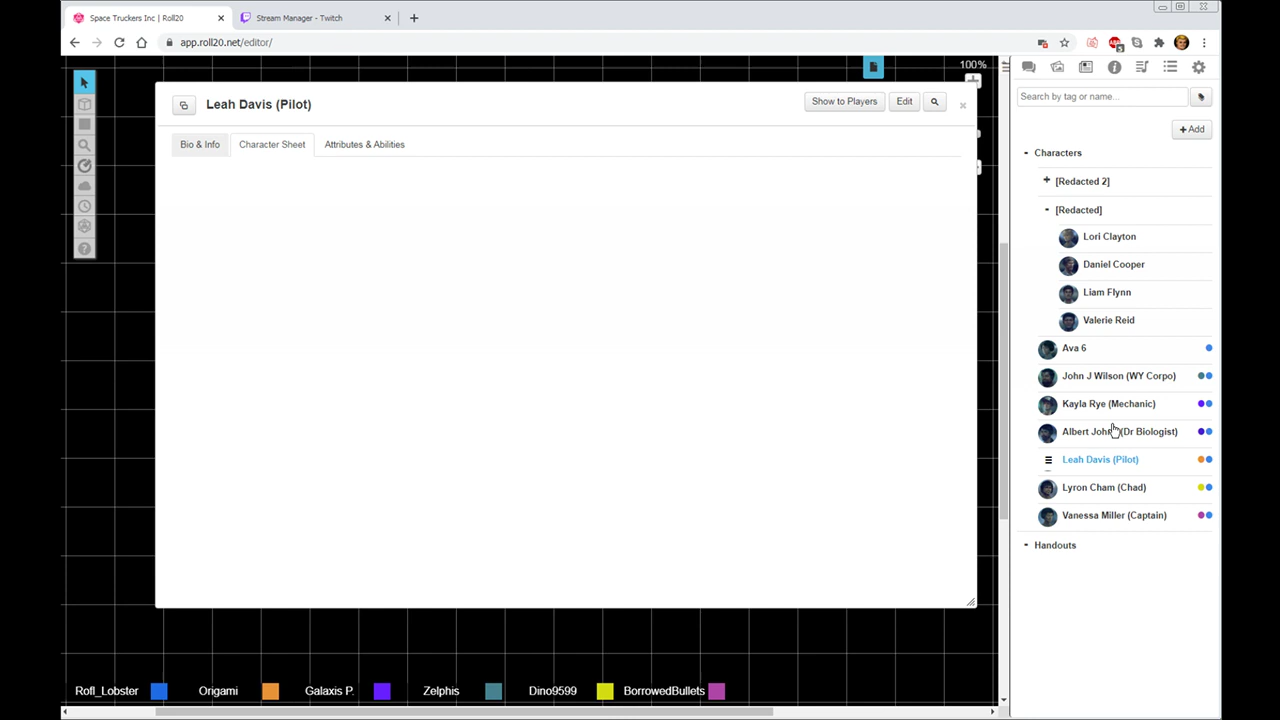 Space Truckers Inc | Roll20
Stream Manager - Twitch
app.roll20.net/editor/
100%
Leah Davis (Pilot)
Show to Players
Edit
Bio & Info
Character Sheet
Attributes & Abilities
Search by tag or name...
+ Add
Characters
[Redacted 2]
[Redacted]
Lori Clayton
Daniel Cooper
Liam Flynn
Valerie Reid
Ava 6
John J Wilson (WY Corpo)
Kayla Rye (Mechanic)
Albert (Dr Biologist)
Leah Davis (Pilot)
Lyron Cham (Chad)
Vanessa Miller (Captain)
Handouts
Rofl_Lobster
Origami
Galaxis P.
Zelphis
Dino9599
BorrowedBullets